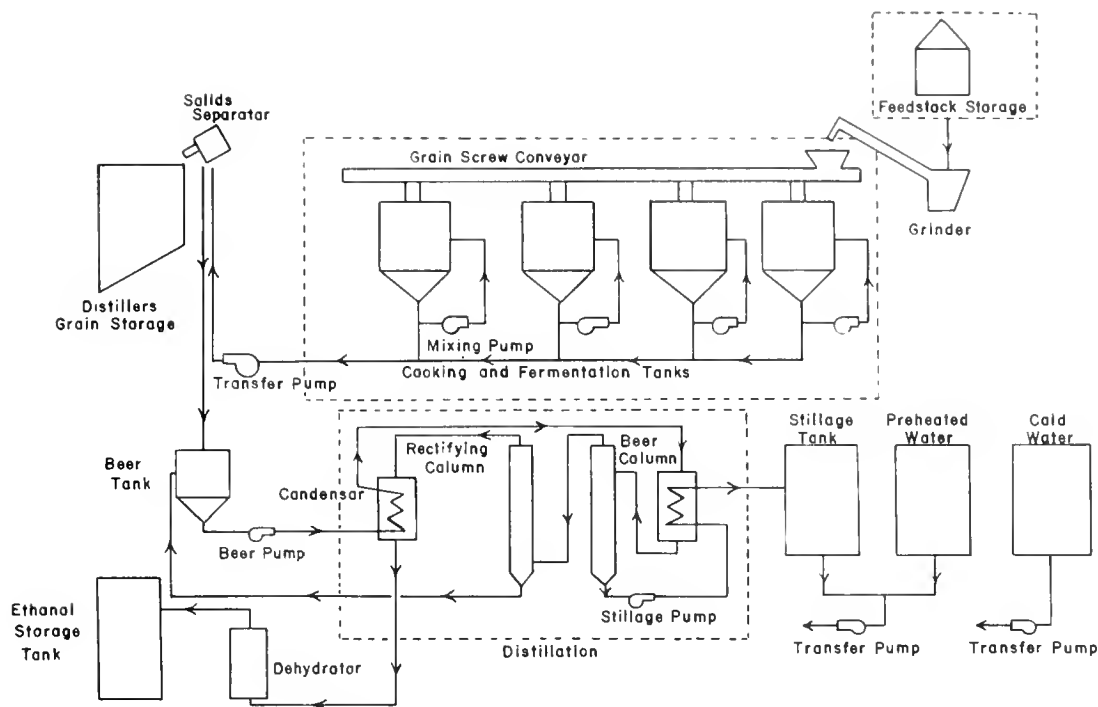 Feedstock Storage
Solids
Separator
Grain Screw Conveyor
Grinder
Distillers
Grain Storage
Mixing Pump
Cooking and Fermentation Tanks
Transfer Pump
Stillage
Tank
Preheated
Water
Cold
Water
Rectifying
Column
Beer
Column
Beer
Tank
Condensor
Beer Pump
Stillage Pump
Ethanol
Storage
Tank
Transfer Pump
Transfer Pump
Distillation
Dehydrator